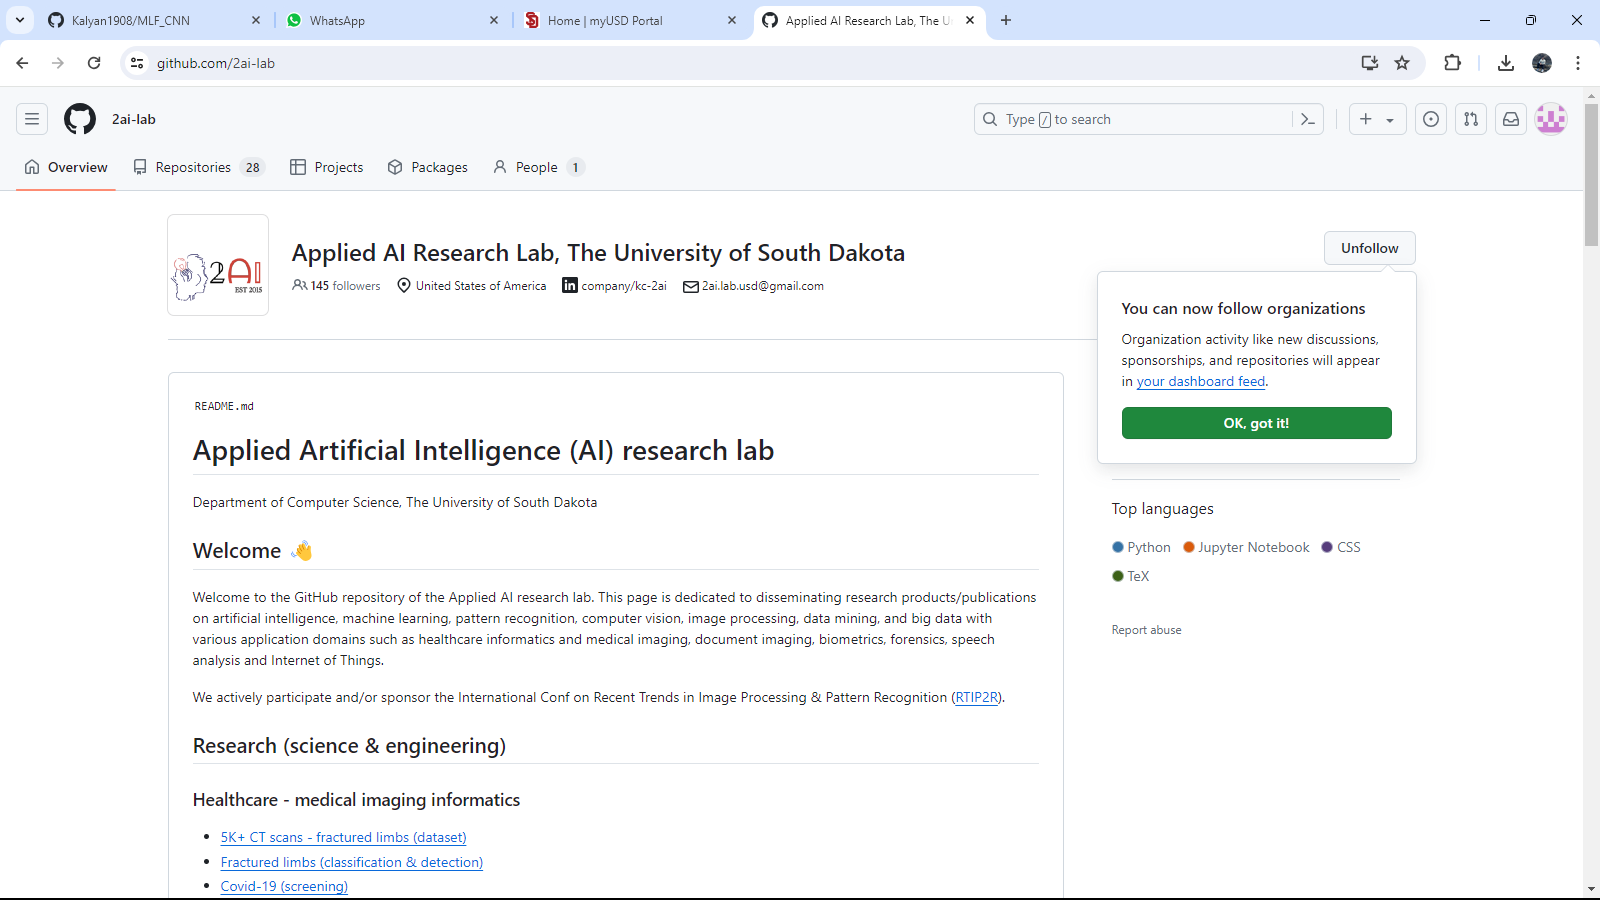 Kalyan1908/MLF_CNN
WhatsApp
Home | myUSD Portal
Applied AI Research Lab, The U
github.com/2ai-lab
2ai-lab
Type / to search
Overview
Repositories 28
Projects
Packages
People 1
2AI
EST 2015
Applied AI Research Lab, The University of South Dakota
145 followers
United States of America
company/kc-2ai
2ai.lab.usd@gmail.com
Unfollow
You can now follow organizations
Organization activity like new discussions,
sponsorships, and repositories will appear
in your dashboard feed.
OK, got it!
README.md
Applied Artificial Intelligence (AI) research lab
Department of Computer Science, The University of South Dakota
Welcome 👋
Welcome to the GitHub repository of the Applied AI research lab. This page is dedicated to disseminating research products/publications
on artificial intelligence, machine learning, pattern recognition, computer vision, image processing, data mining, and big data with
various application domains such as healthcare informatics and medical imaging, document imaging, biometrics, forensics, speech
analysis and Internet of Things.
We actively participate and/or sponsor the International Conf on Recent Trends in Image Processing & Pattern Recognition (RTIP2R).
Research (science & engineering)
Healthcare - medical imaging informatics
5K+ CT scans - fractured limbs (dataset)
Fractured limbs (classification & detection)
Covid-19 (screening)
Top languages
Python
Jupyter Notebook
CSS
TeX
Report abuse